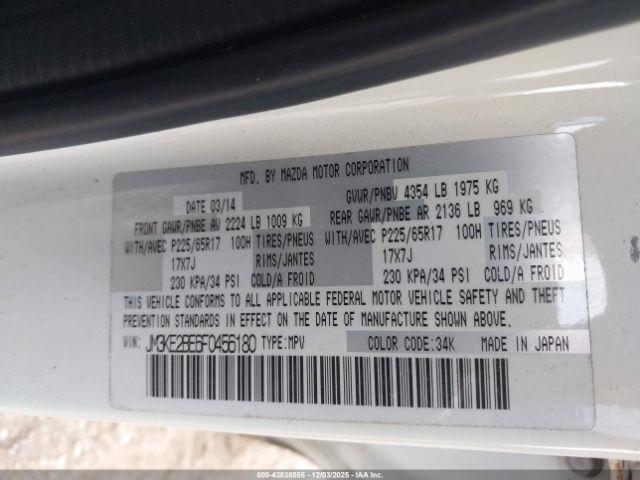 MFD. BY MAZDA MOTOR CORPORATION
DATE 03/14 GVWR/PNBV 4354 LB 1975 KG
FRONT GAWR/PNBE AV 2224 LB 1009 KG REAR GAWR/PNBE AR 2136 LB 969 KG
WITH/AVEC P225/65R17 100H TIRES/PNEUS WITH/AVEC P225/65R17 100H TIRES/PNEUS
17X7J RIMS/JANTES 17X7J RIMS/JANTES
230 KPA/34 PSI COLD/A FROID 230 KPA/34 PSI COLD/A FROID
THIS VEHICLE CONFORMS TO ALL APPLICABLE FEDERAL MOTOR VEHICLE SAFETY AND THEFT
PREVENTION STANDARDS IN EFFECT ON THE DATE OF MANUFACTURE SHOWN ABOVE.
VIN: JM3KE2BE6F0456180 TYPE:MPV COLOR CODE:34K MADE IN JAPAN
000-43838558 - 12/03/2025 - © IAA Inc. - All Rights Reserved